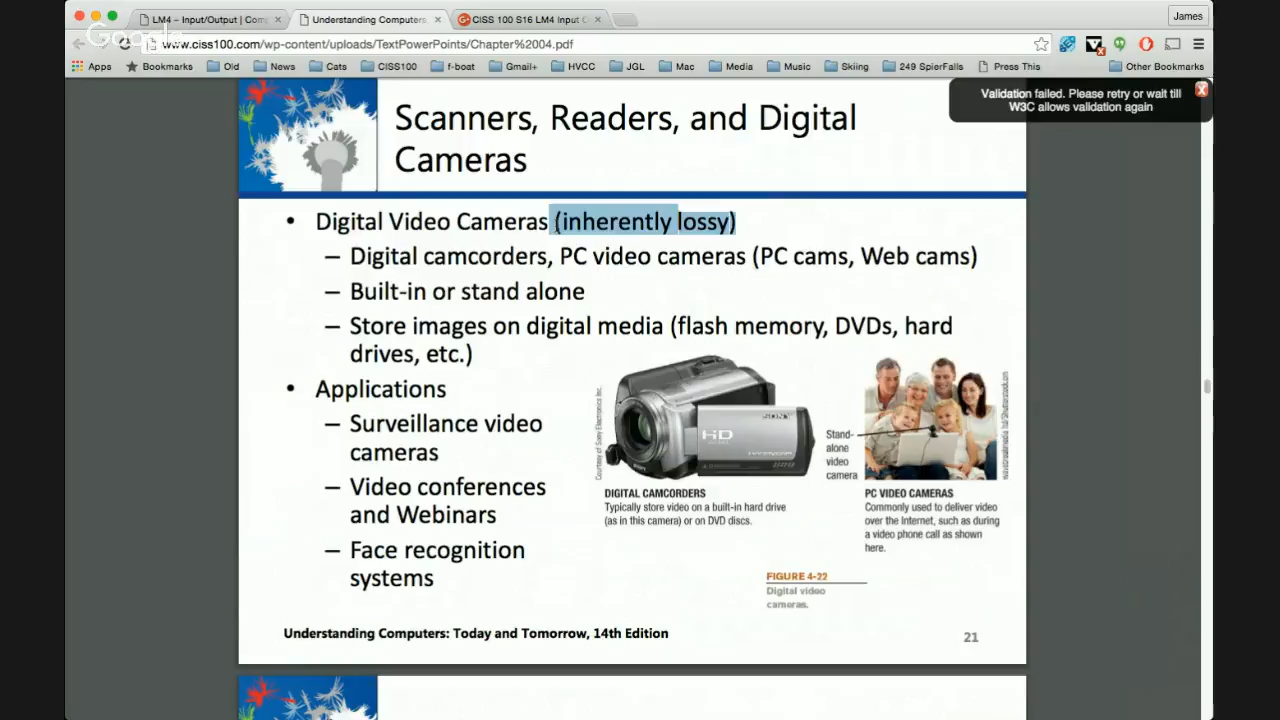 LM4 – Input/Output | Com
Understanding Computers,
CISS 100 S16 LM4 Input O
James
Google
www.ciss100.com/wp-content/uploads/TextPowerPoints/Chapter%2004.pdf
Apps
Bookmarks
Old
News
Cats
CISS100
f-boat
Gmail+
HVCC
JGL
Mac
Media
Music
Skiing
249 SpierFalls
Press This
Other Bookmarks
Validation failed. Please retry or wait till
W3C allows validation again
Scanners, Readers, and Digital
Cameras
• Digital Video Cameras (inherently lossy)
– Digital camcorders, PC video cameras (PC cams, Web cams)
– Built-in or stand alone
– Store images on digital media (flash memory, DVDs, hard
drives, etc.)
• Applications
– Surveillance video
cameras
– Video conferences
and Webinars
– Face recognition
systems
Courtesy of Sony Electronics Inc.
SONY
HD
Stand-
alone
video
camera
DIGITAL CAMCORDERS
Typically store video on a built-in hard drive
(as in this camera) or on DVD discs.
PC VIDEO CAMERAS
Commonly used to deliver video
over the Internet, such as during
a video phone call as shown
here.
FIGURE 4-22
Digital video
cameras.
Understanding Computers: Today and Tomorrow, 14th Edition
21